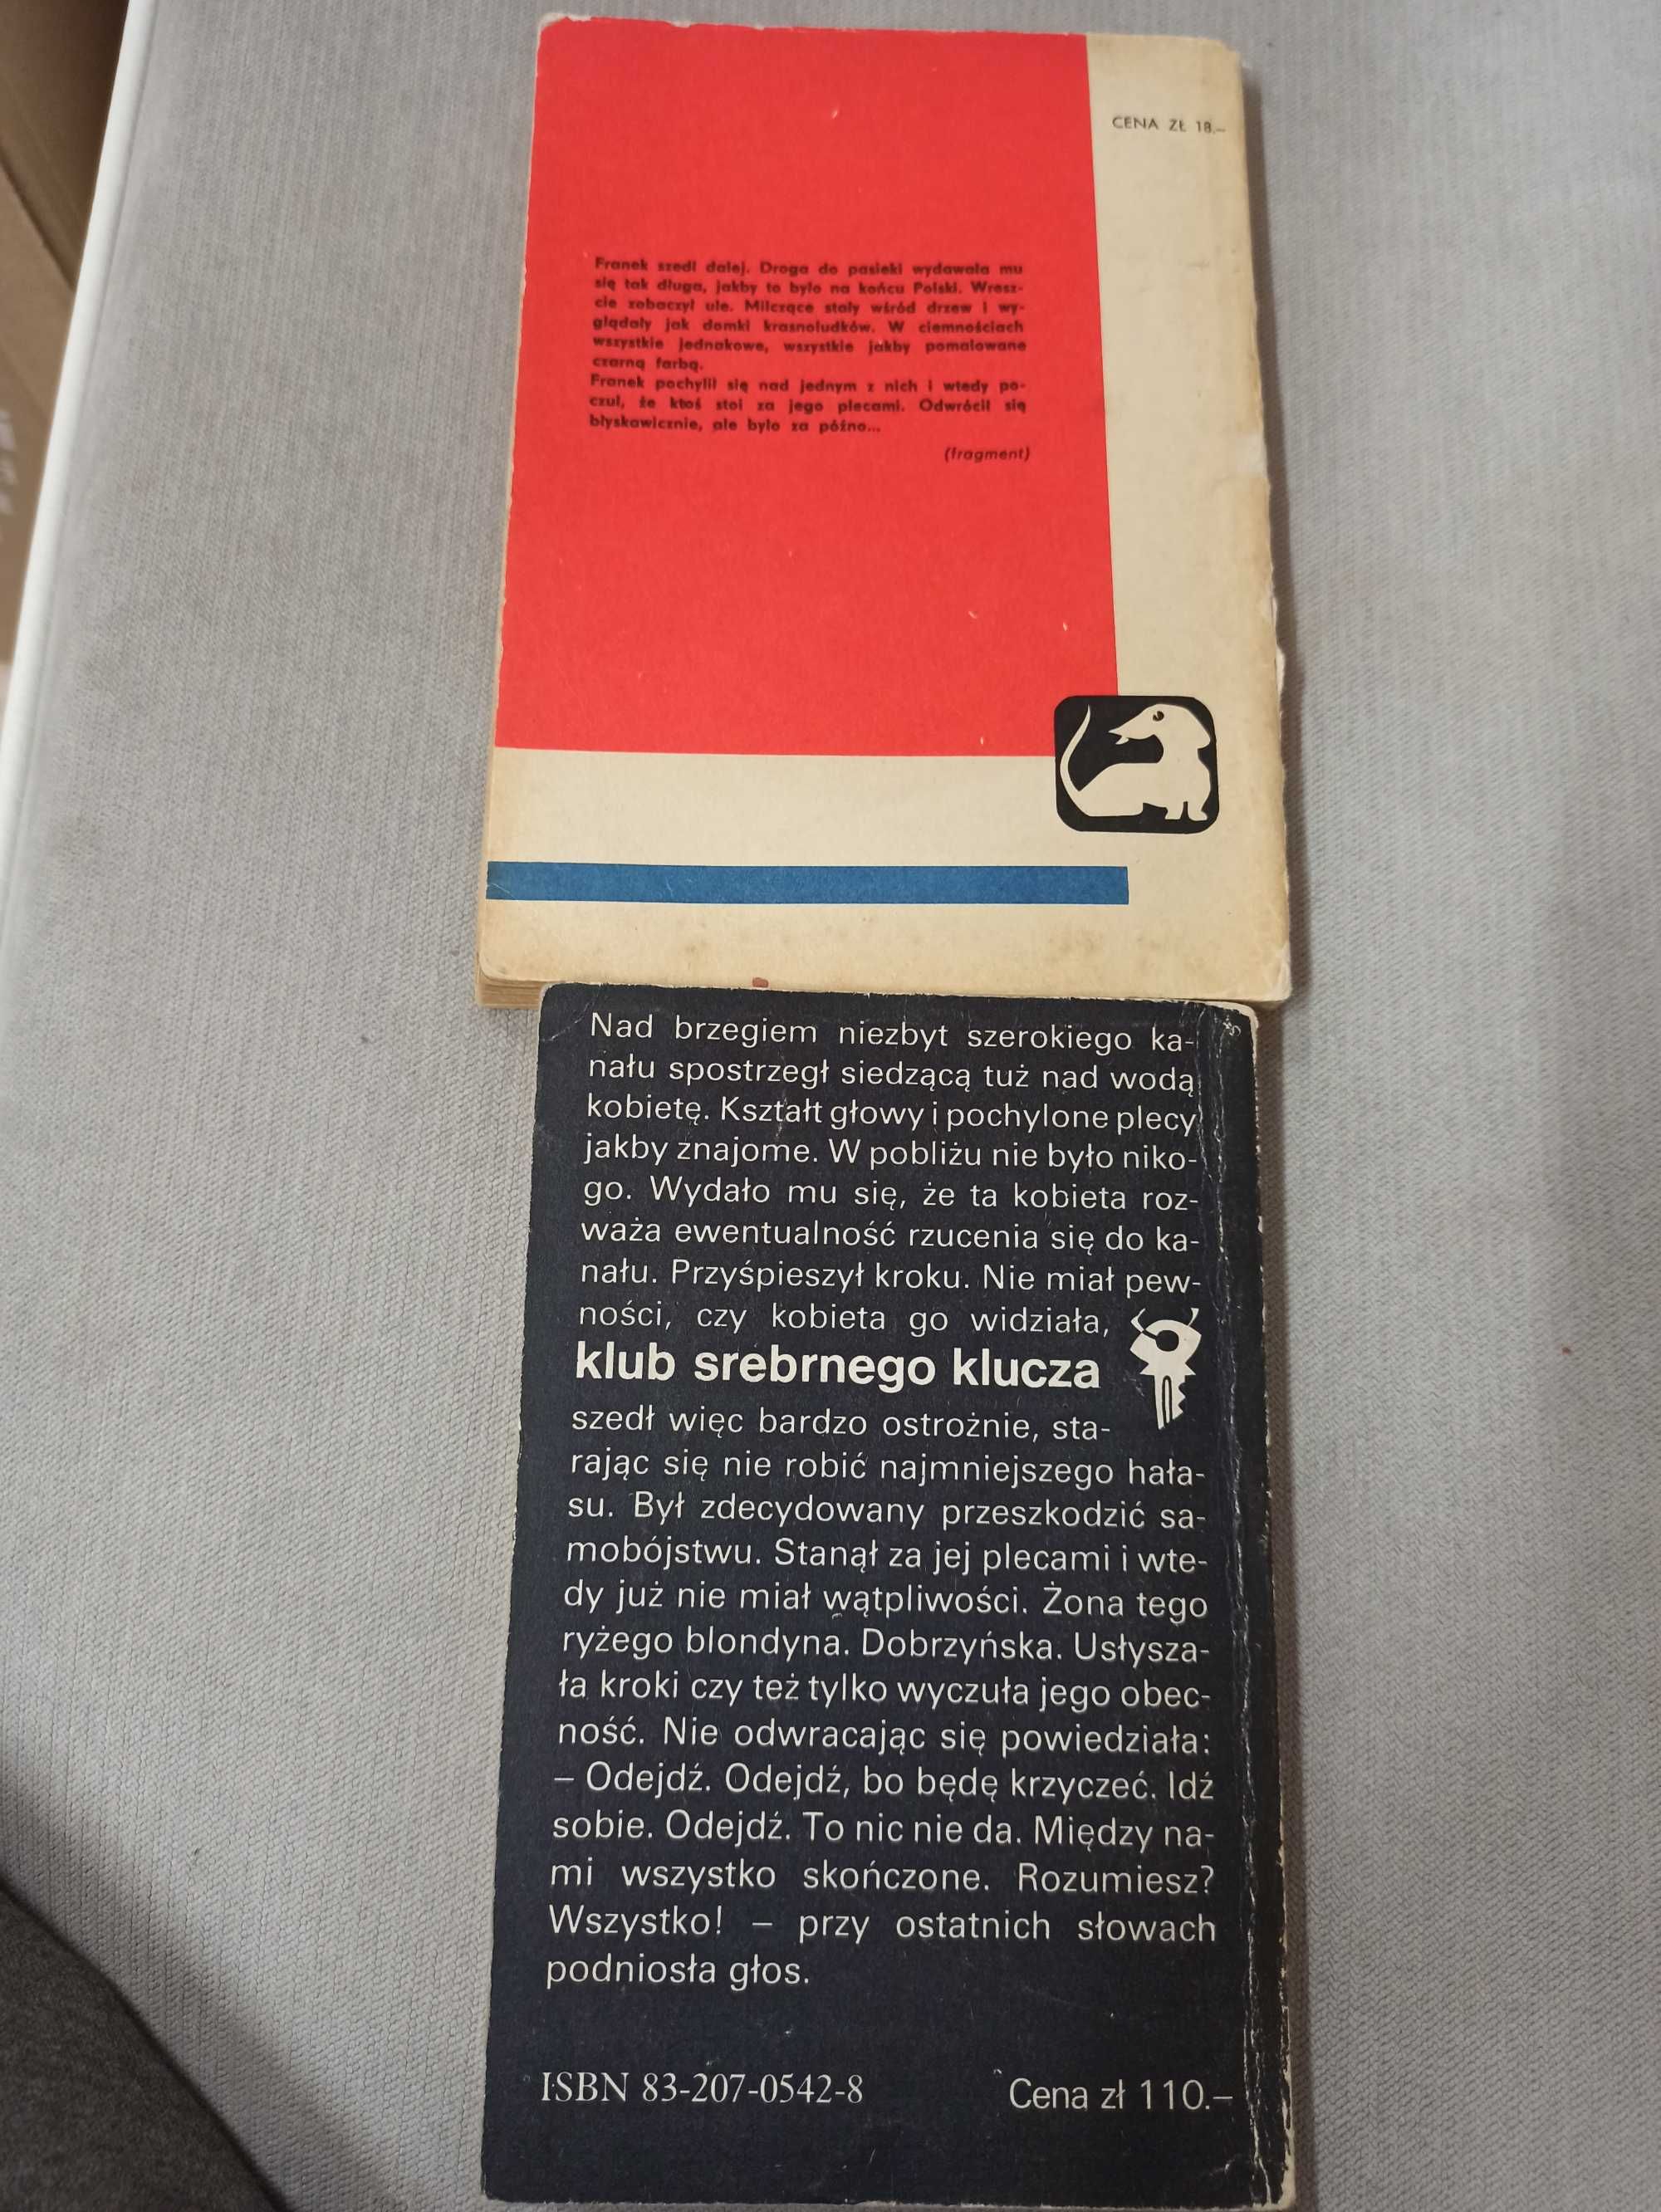 CENA ZŁ 18.–
Franek szedł dalej. Droga do pasieki wydawała mu
się tak długa, jakby to było na końcu Polski. Wresz-
cie zobaczył ule. Milczące stały wśród drzew i wy-
glądały jak domki krasnoludków. W ciemnościach
wszystkie jednakowe, wszystkie jakby pomalowane
czarną farbą.
Franek pochylił się nad jednym z nich i wtedy po-
czuł, że ktoś stoi za jego plecami. Odwrócił się
błyskawicznie, ale było za późno...
(fragment)
Nad brzegiem niezbyt szerokiego ka-
nału spostrzegł siedzącą tuż nad wodą
kobietę. Kształt głowy i pochylone plecy
jakby znajome. W pobliżu nie było niko-
go. Wydało mu się, że ta kobieta roz-
waża ewentualność rzucenia się do ka-
nału. Przyśpieszył kroku. Nie miał pew-
ności, czy kobieta go widziała,
klub srebrnego klucza
szedł więc bardzo ostrożnie, sta-
rając się nie robić najmniejszego hała-
su. Był zdecydowany przeszkodzić sa-
mobójstwu. Stanął za jej plecami i wte-
dy już nie miał wątpliwości. Żona tego
ryżego blondyna. Dobrzyńska. Usłysza-
ła kroki czy też tylko wyczuła jego obec-
ność. Nie odwracając się powiedziała:
– Odejdź. Odejdź, bo będę krzyczeć. Idź
sobie. Odejdź. To nic nie da. Między na-
mi wszystko skończone. Rozumiesz?
Wszystko! – przy ostatnich słowach
podniosła głos.
ISBN 83-207-0542-8
Cena zł 110.–